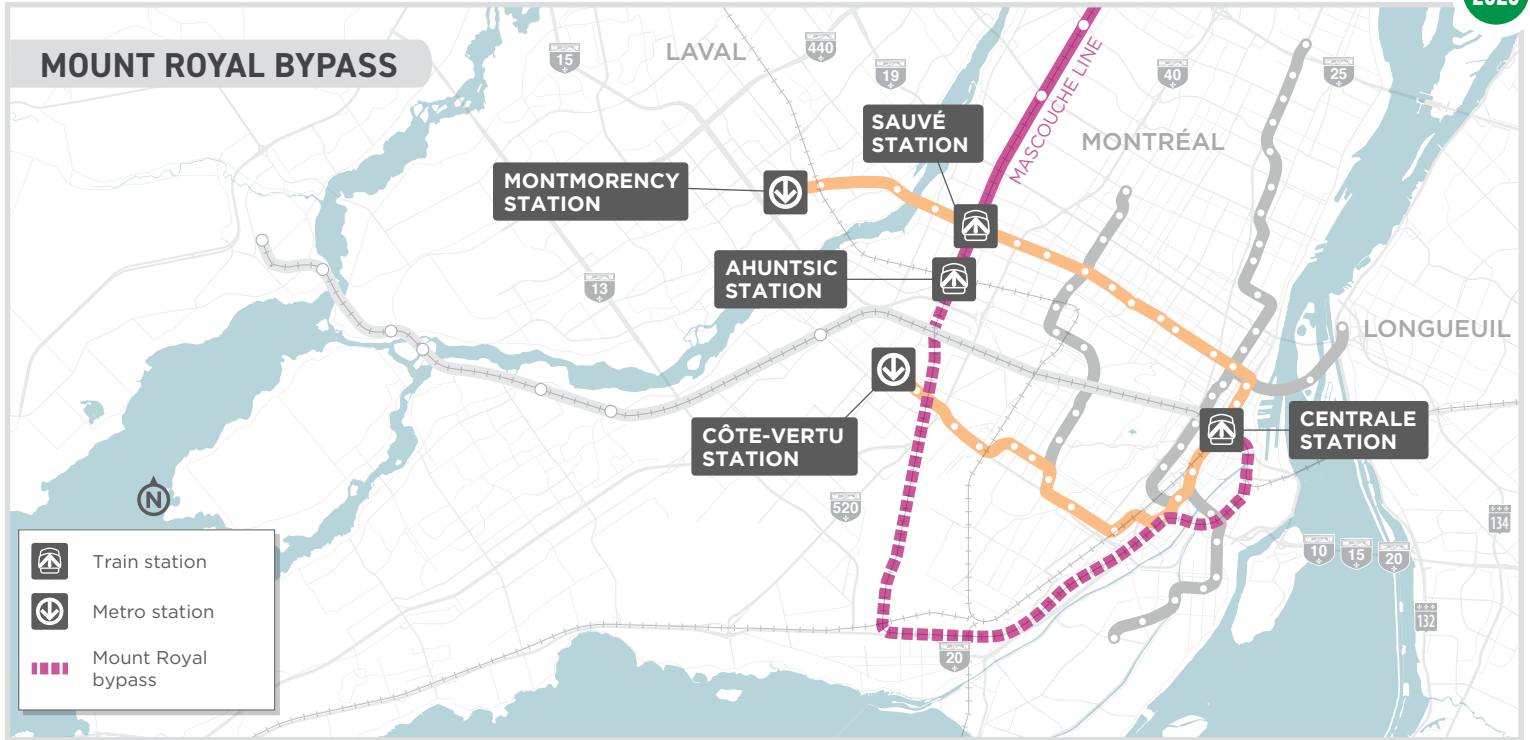 2020
MOUNT ROYAL BYPASS
15
LAVAL
440
19
MASCOUCHE LINE
40
25
SAUVÉ
STATION
MONTRÉAL
MONTMORENCY
STATION
AHUNTSIC
STATION
13
LONGUEUIL
CÔTE-VERTU
STATION
CENTRALE
STATION
N
520
134
10
15
20
132
20
Train station
Metro station
Mount Royal
bypass